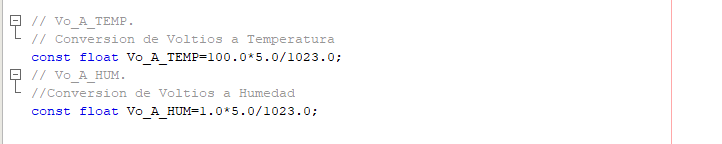 // Vo_A_TEMP.
// Conversion de Voltios a Temperatura
const float Vo_A_TEMP=100.0*5.0/1023.0;
// Vo_A_HUM.
//Conversion de Voltios a Humedad
const float Vo_A_HUM=1.0*5.0/1023.0;